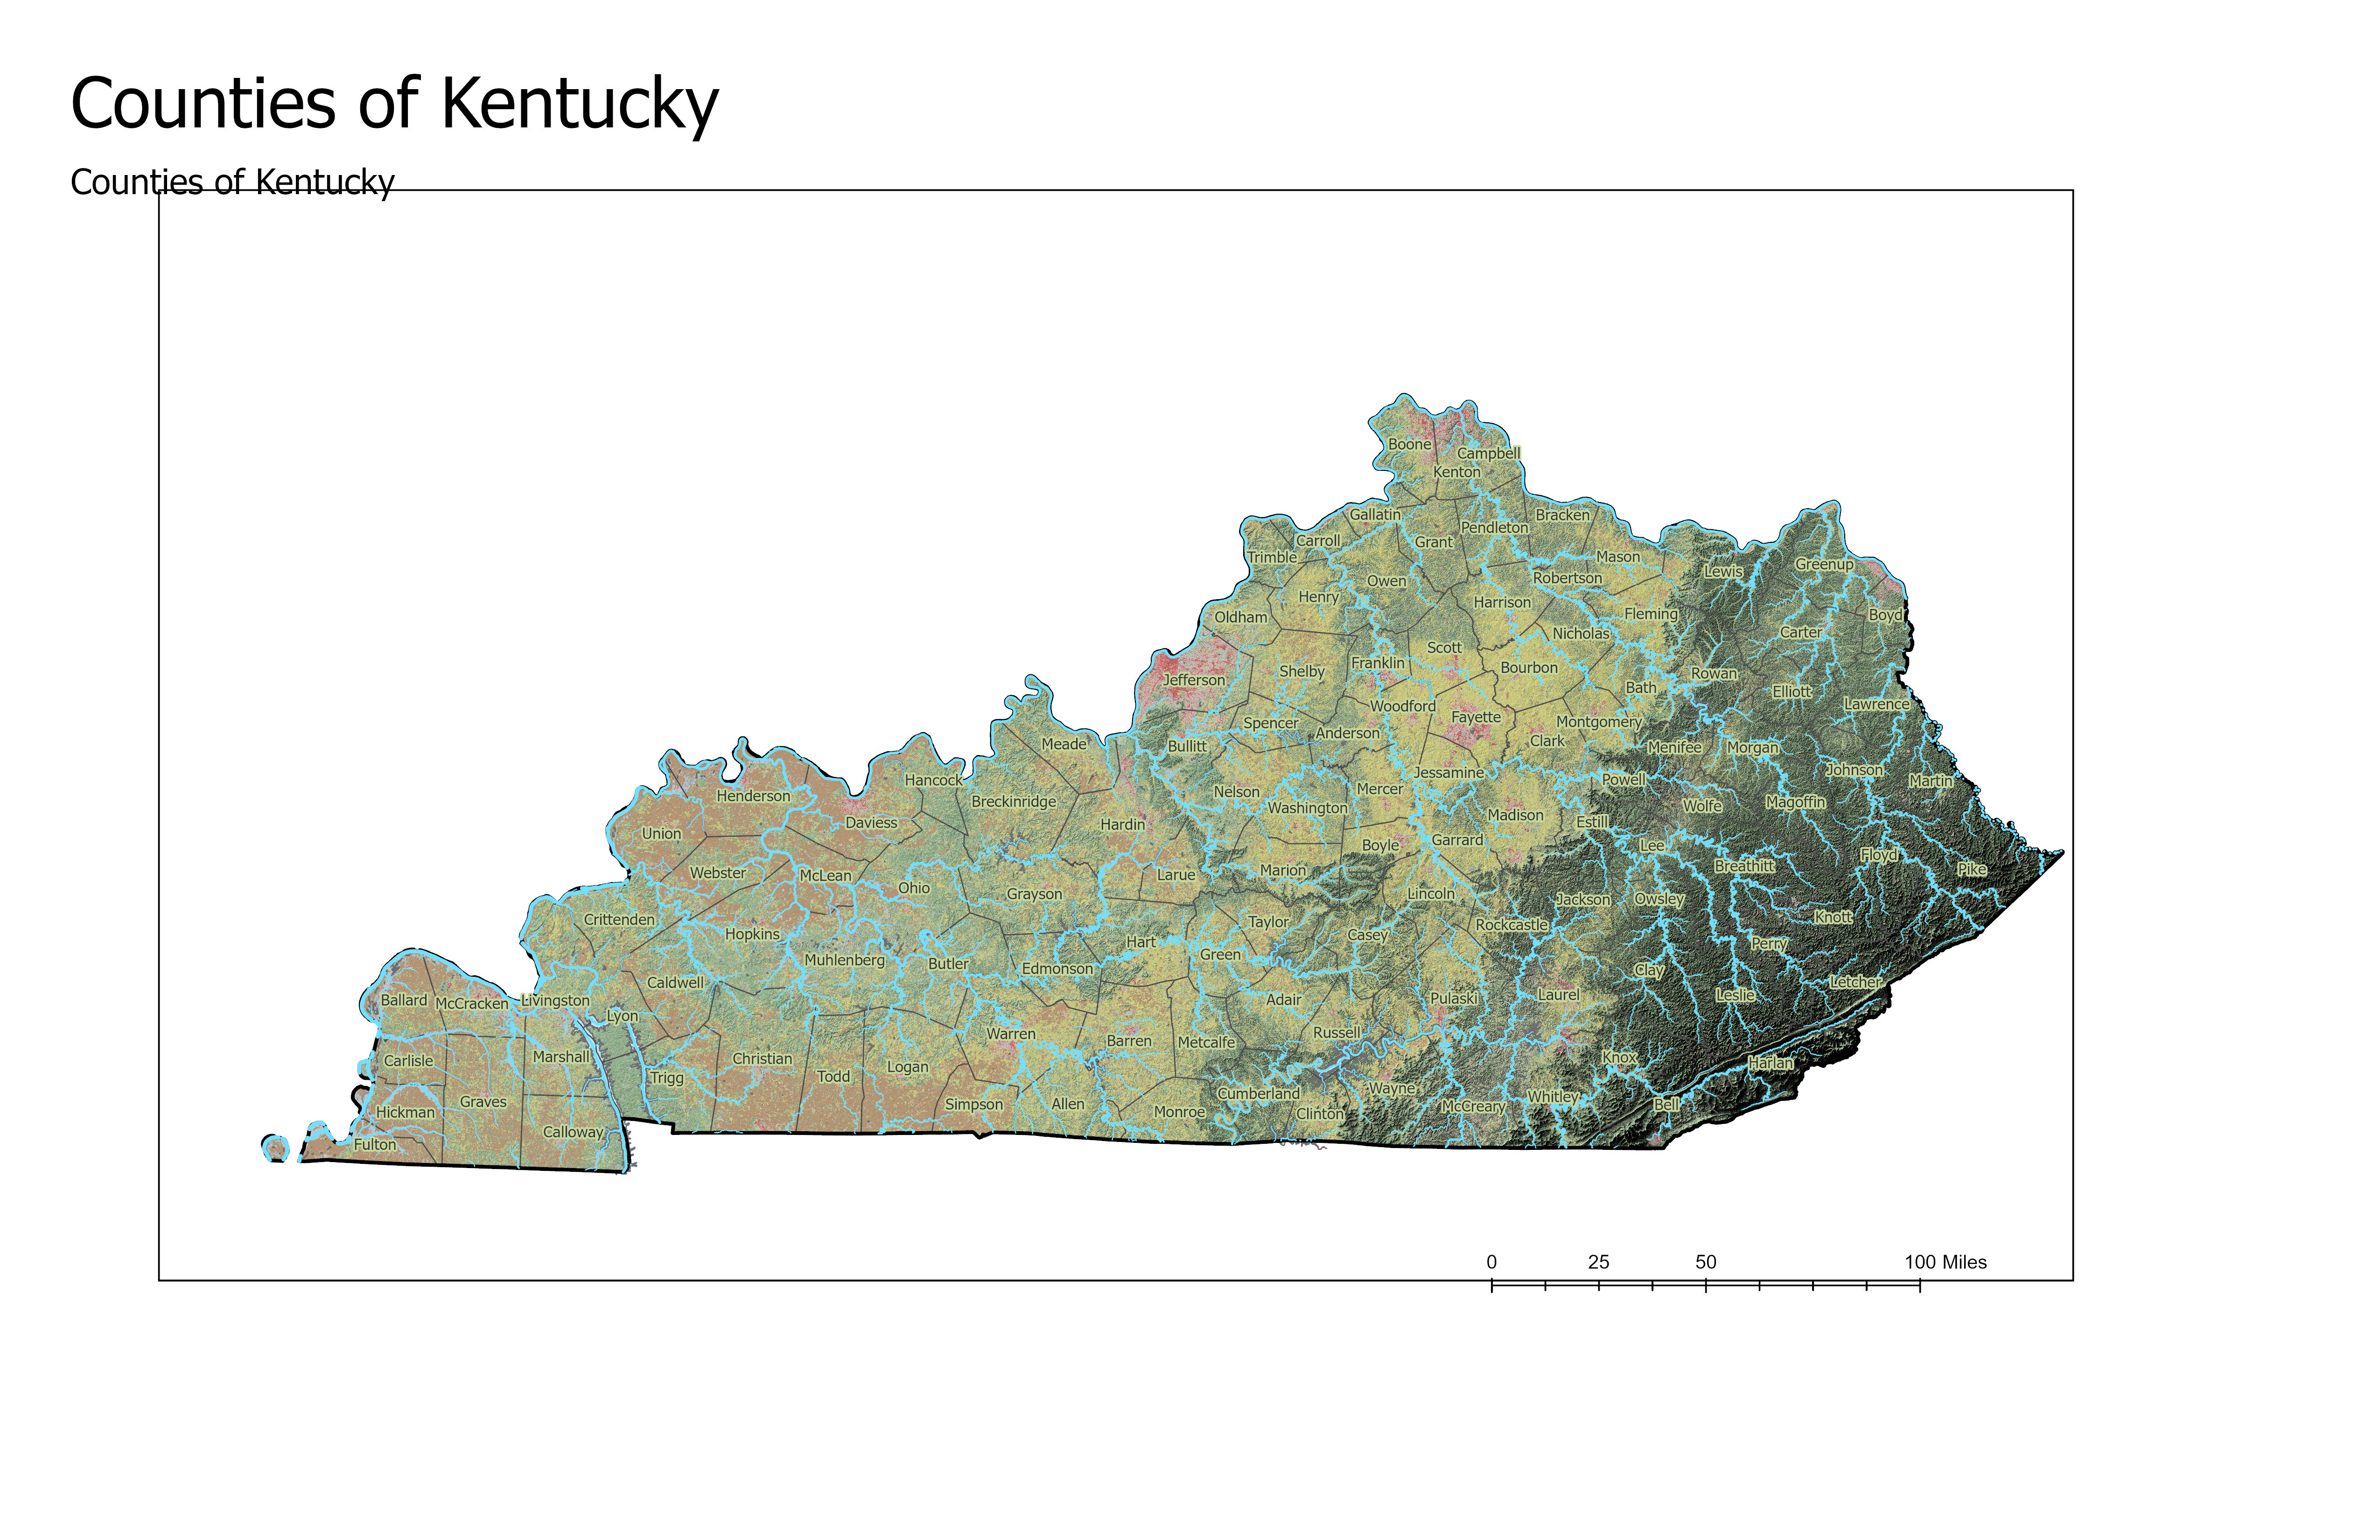 Counties of Kentucky
Counties of Kentucky
Boone
Campbell
Kenton
Gallatin
Bracken
Pendleton
Carroll
Grant
Trimble
Mason
Greenup
Lewis
Robertson
Owen
Henry
Harrison
Fleming
Boyd
Oldham
Nicholas
Carter
Scott
Franklin
Bourbon
Shelby
Rowan
Jefferson
Bath
Elliott
Lawrence
Woodford
Fayette
Montgomery
Spencer
Anderson
Clark
Meade
Bullitt
Menifee
Morgan
Johnson
Jessamine
Powell
Hancock
Martin
Mercer
Nelson
Henderson
Breckinridge
Magoffin
Wolfe
Washington
Madison
Estill
Daviess
Hardin
Union
Garrard
Boyle
Lee
Floyd
Breathitt
Marion
Pike
Webster
McLean
Larue
Ohio
Grayson
Lincoln
Jackson
Owsley
Knott
Crittenden
Taylor
Rockcastle
Hopkins
Casey
Hart
Perry
Green
Muhlenberg
Butler
Edmonson
Clay
Caldwell
Letcher
Laurel
Leslie
Pulaski
Adair
Ballard
McCracken
Livingston
Lyon
Russell
Warren
Barren
Metcalfe
Marshall
Christian
Knox
Carlisle
Harlan
Logan
Todd
Trigg
Wayne
Cumberland
Whitley
Graves
Simpson
Allen
Bell
McCreary
Hickman
Monroe
Clinton
Calloway
Fulton
0 25 50 100 Miles